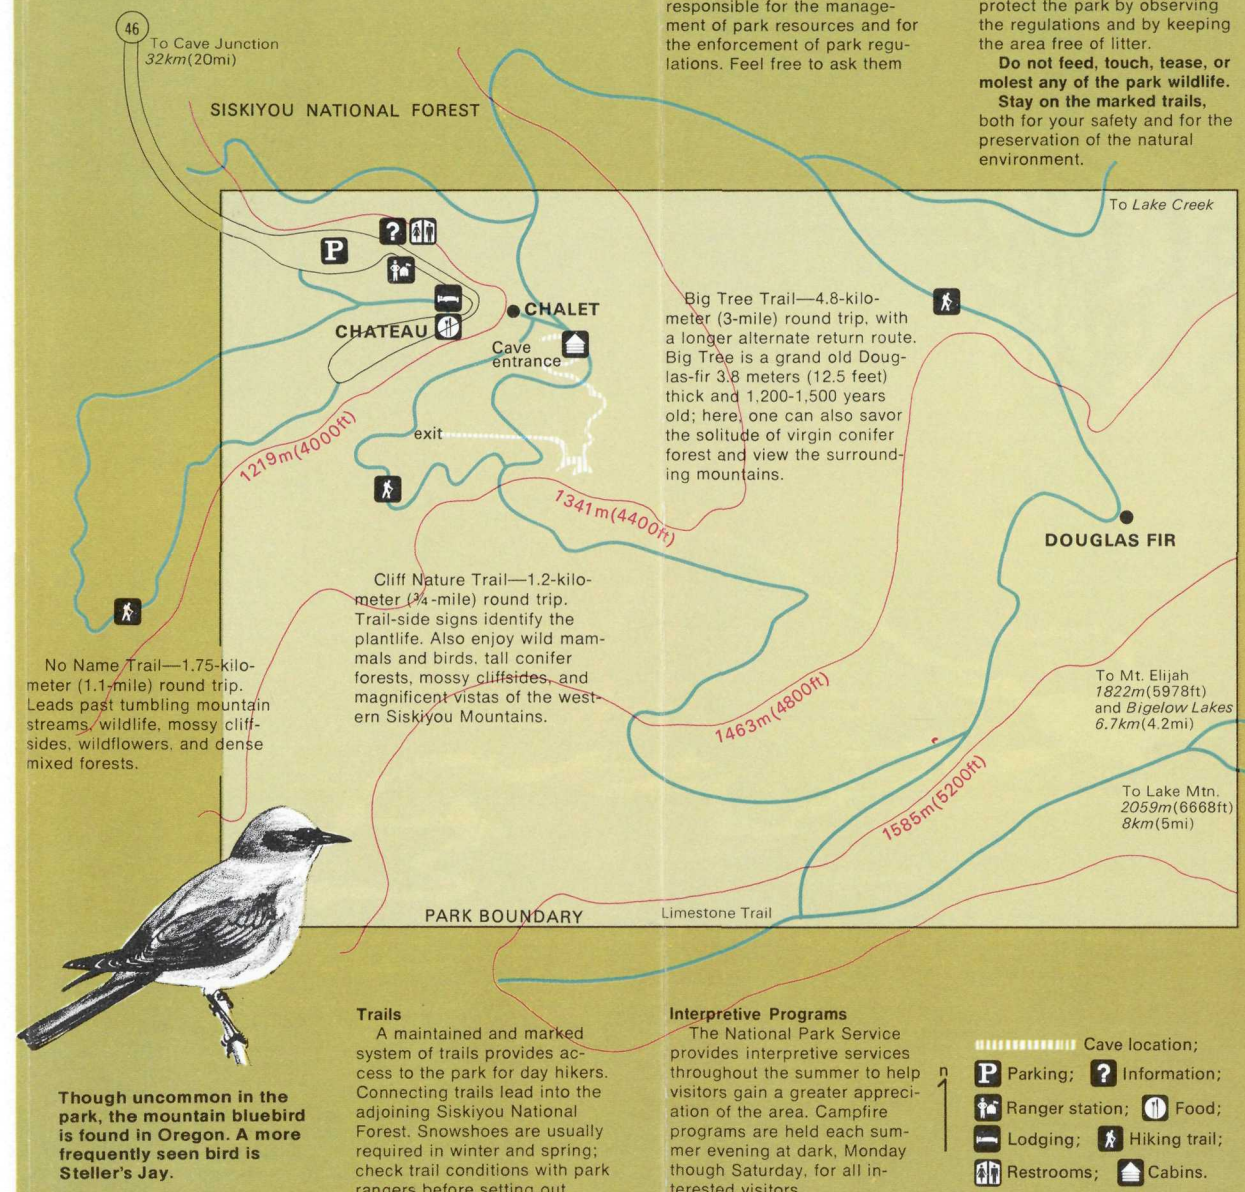 responsible for the manage-
ment of park resources and for
the enforcement of park regu-
lations. Feel free to ask them
protect the park by observing
the regulations and by keeping
the area free of litter.
Do not feed, touch, tease, or
molest any of the park wildlife.
Stay on the marked trails,
both for your safety and for the
preservation of the natural
environment.
46
To Cave Junction
32km(20mi)
SISKIYOU NATIONAL FOREST
To Lake Creek
P
?
CHALET
CHATEAU
Cave
entrance
exit
Big Tree Trail—4.8-kilo-
meter (3-mile) round trip, with
a longer alternate return route.
Big Tree is a grand old Doug-
las-fir 3.8 meters (12.5 feet)
thick and 1,200-1,500 years
old; here, one can also savor
the solitude of virgin conifer
forest and view the surround-
ing mountains.
1219m(4000ft)
1341m(4400ft)
DOUGLAS FIR
Cliff Nature Trail—1.2-kilo-
meter (¾-mile) round trip.
Trail-side signs identify the
plantlife. Also enjoy wild mam-
mals and birds, tall conifer
forests, mossy cliffsides, and
magnificent vistas of the west-
ern Siskiyou Mountains.
No Name Trail—1.75-kilo-
meter (1.1-mile) round trip.
Leads past tumbling mountain
streams, wildlife, mossy cliff-
sides, wildflowers, and dense
mixed forests.
1463m(4800ft)
1585m(5200ft)
To Mt. Elijah
1822m(5978ft)
and Bigelow Lakes
6.7km(4.2mi)
To Lake Mtn.
2059m(6668ft)
8km(5mi)
PARK BOUNDARY
Limestone Trail
Though uncommon in the
park, the mountain bluebird
is found in Oregon. A more
frequently seen bird is
Steller's Jay.
Trails
A maintained and marked
system of trails provides ac-
cess to the park for day hikers.
Connecting trails lead into the
adjoining Siskiyou National
Forest. Snowshoes are usually
required in winter and spring;
check trail conditions with park
rangers before setting out.
Interpretive Programs
The National Park Service
provides interpretive services
throughout the summer to help
visitors gain a greater appreci-
ation of the area. Campfire
programs are held each sum-
mer evening at dark, Monday
though Saturday, for all in-
terested visitors.
n
Cave location;
P Parking; ? Information;
Ranger station; Food;
Lodging; Hiking trail;
Restrooms; Cabins.